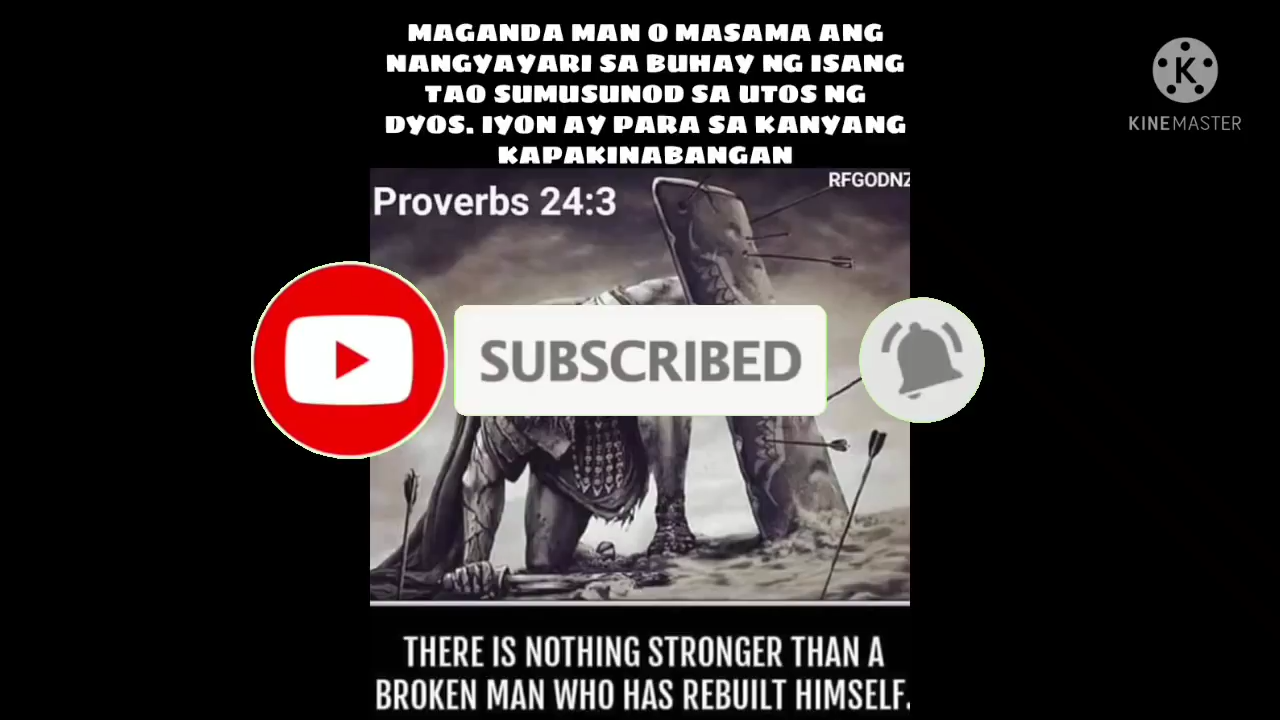 MAGANDA MAN O MASAMA ANG
NANGYAYARI SA BUHAY NG ISANG
TAO SUMUSUNOD SA UTOS NG
DYOS. IYON AY PARA SA KANYANG
KAPAKINABANGAN
K
KINEMASTER
RFGODNZ
Proverbs 24:3
SUBSCRIBED
THERE IS NOTHING STRONGER THAN A
BROKEN MAN WHO HAS REBUILT HIMSELF.